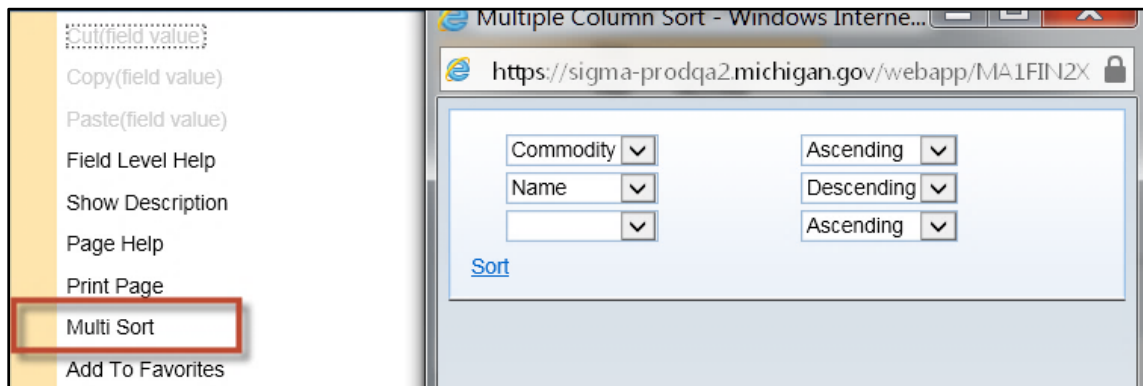 Cut(field value)
Copy(field value)
Paste(field value)
Field Level Help
Show Description
Page Help
Print Page
Multi Sort
Add To Favorites
Multiple Column Sort - Windows Interne...
https://sigma-prodqa2.michigan.gov/webapp/MA1FIN2X
Commodity Ascending
Name Descending
Ascending
Sort